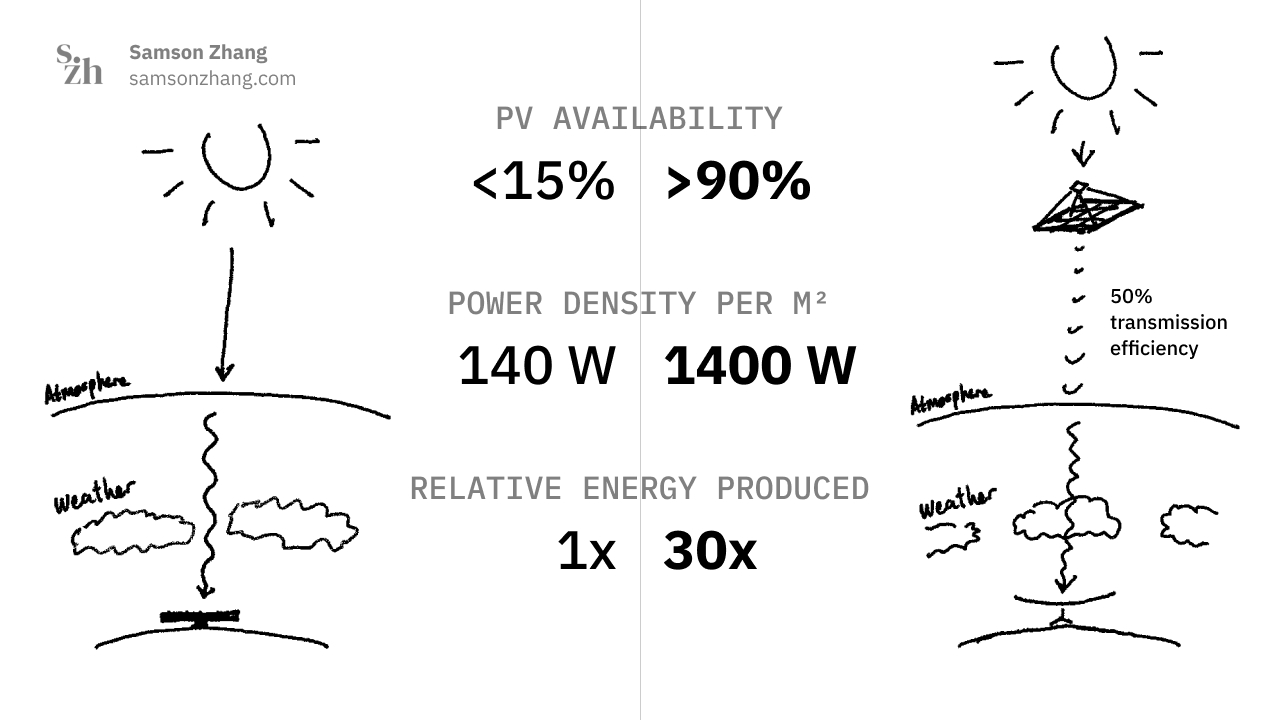 szh
Samson Zhang
samsonzhang.com
PV AVAILABILITY
<15% >90%
POWER DENSITY PER M²
140 W 1400 W
RELATIVE ENERGY PRODUCED
1x 30x
Atmosphere
Weather
50%
transmission
efficiency
Atmosphere
Weather